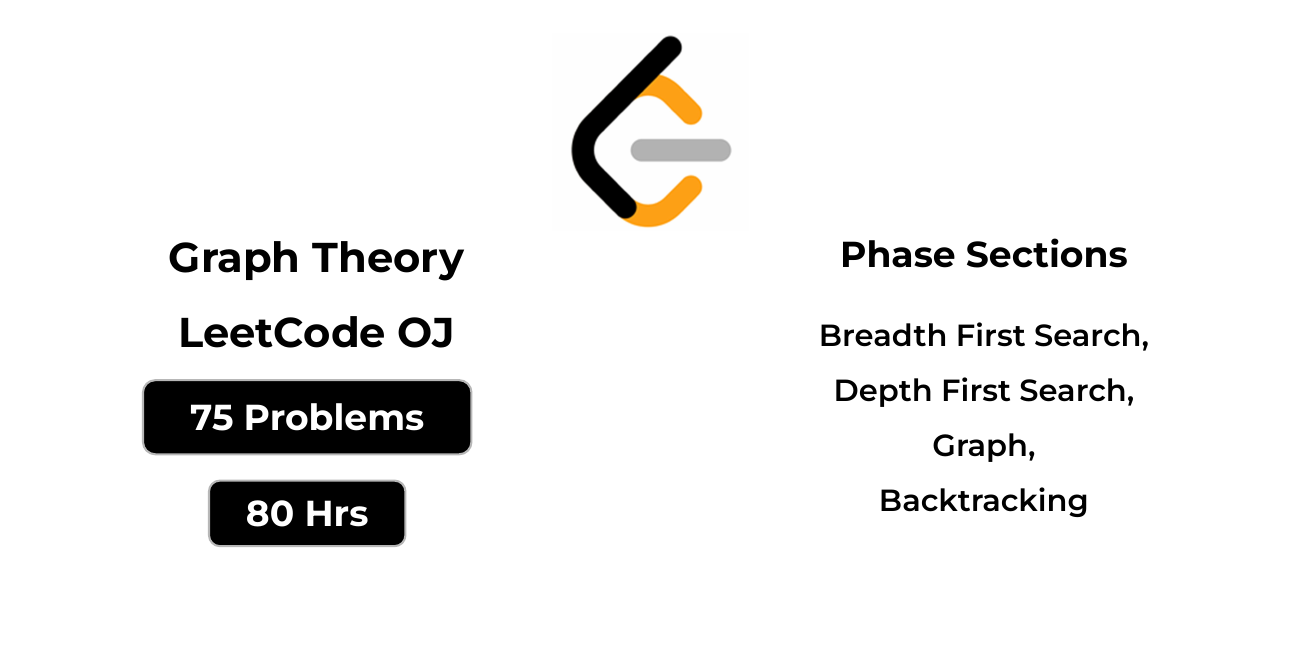 Graph Theory
LeetCode OJ
75 Problems
80 Hrs
Phase Sections
Breadth First Search,
Depth First Search,
Graph,
Backtracking